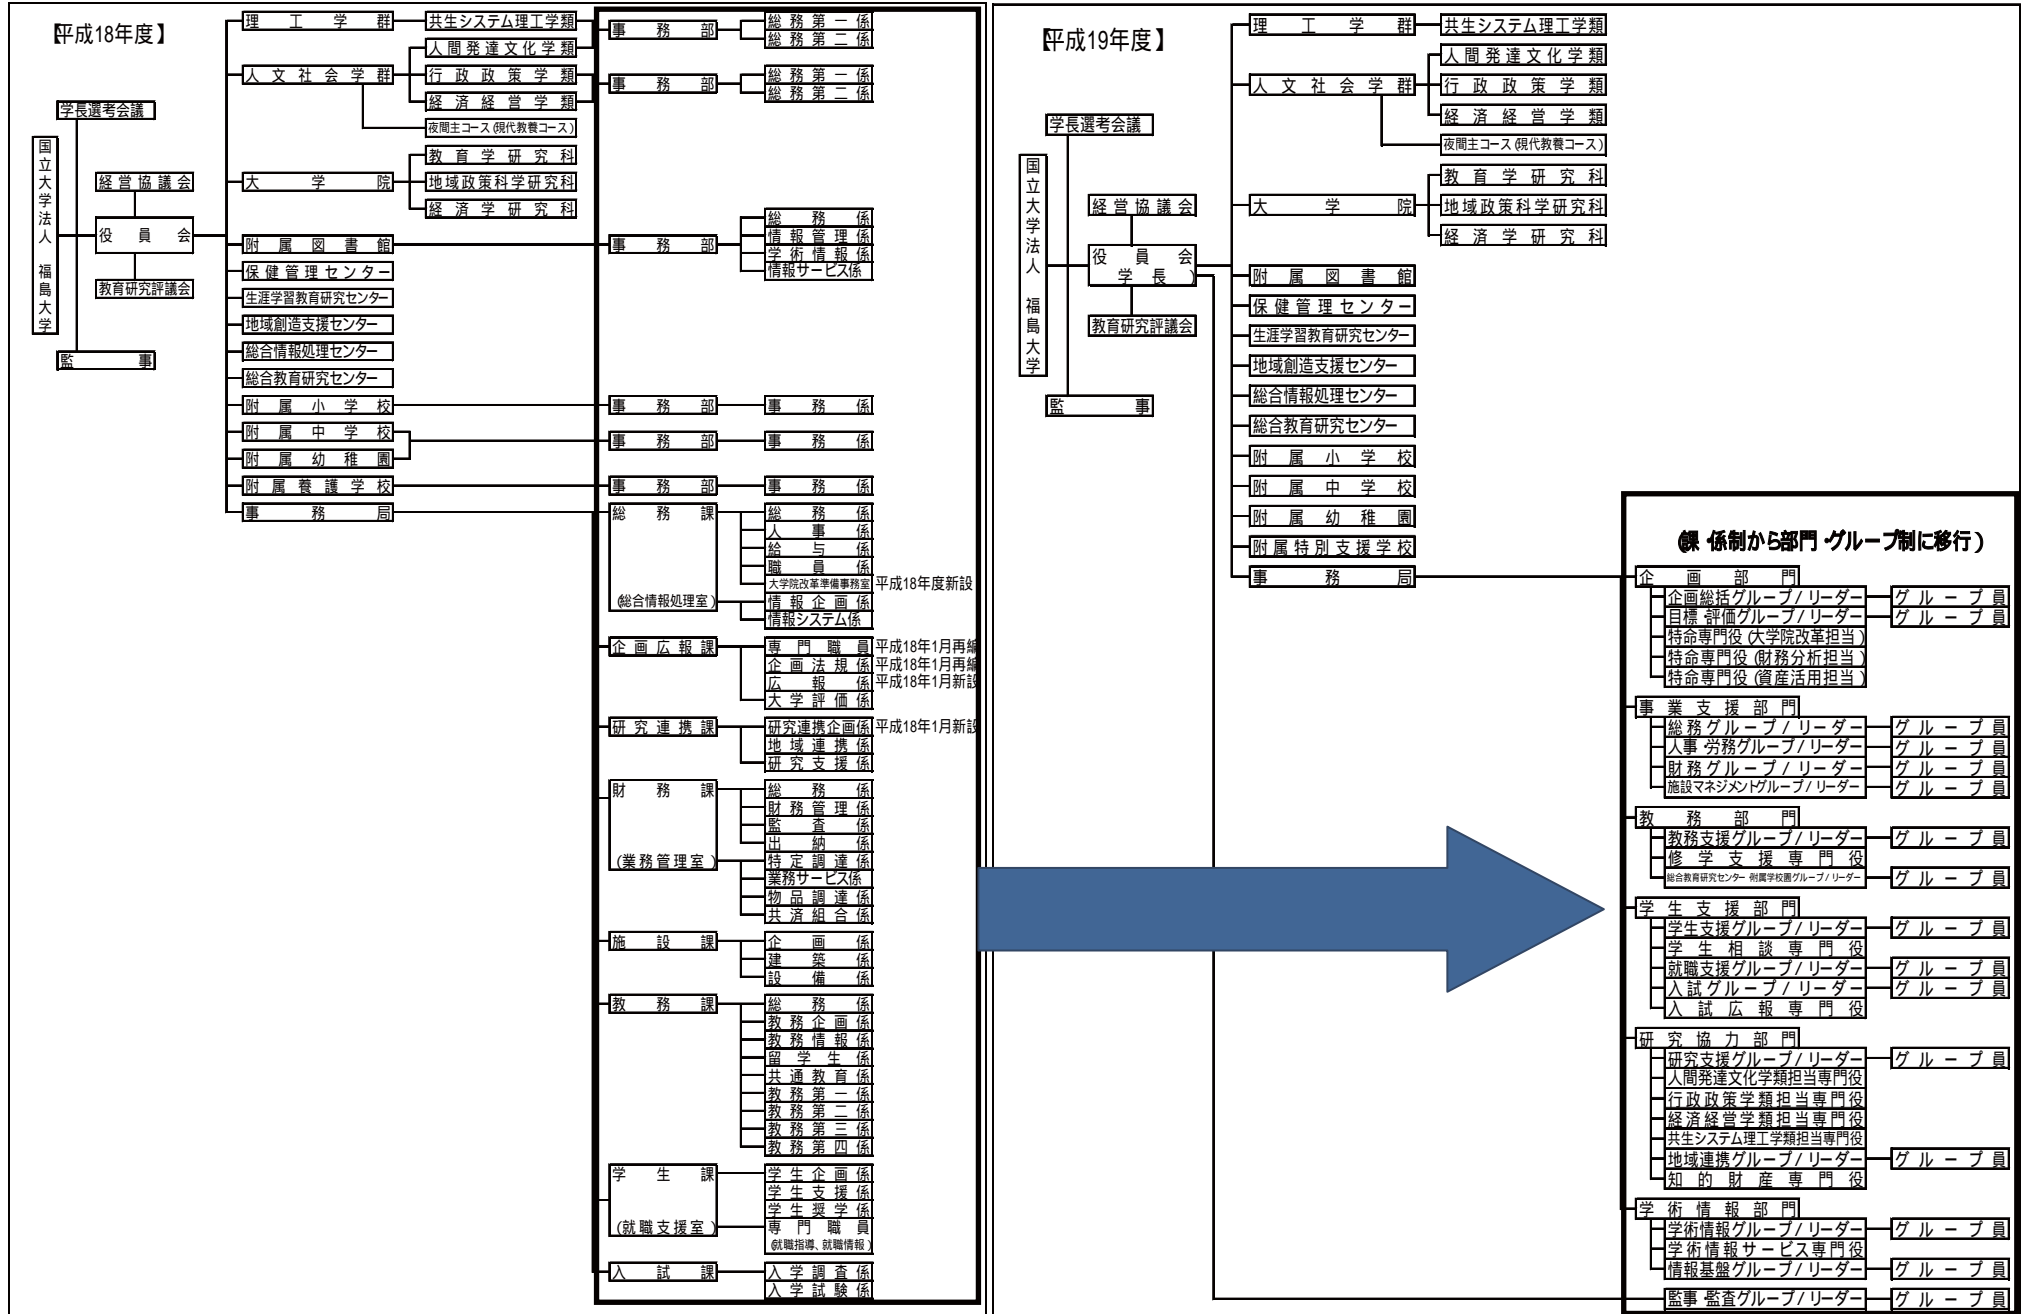 【平成18年度】
国立大学法人 福島大学
学長選考会議
経営協議会
役員会
教育研究評議会
監事
理工学群
共生システム理工学類
人文社会学群
人間発達文化学類
行政政策学類
経済経営学類
夜間主コース(現代教養コース)
大学院
教育学研究科
地域政策科学研究科
経済学研究科
附属図書館
保健管理センター
生涯学習教育研究センター
地域創造支援センター
総合情報処理センター
総合教育研究センター
附属小学校
附属中学校
附属幼稚園
附属養護学校
事務局
事務部
総務第一係
総務第二係
事務部
総務第一係
総務第二係
事務部
総務係
情報管理係
学術情報係
情報サービス係
事務部
事務係
事務部
事務係
事務部
事務係
総務課
総務係
人事係
給与係
職員係
大学院改革準備事務室 平成18年度新設
(総合情報処理室)
情報企画係
情報システム係
企画広報課
専門職員 平成18年1月再編
企画法規係 平成18年1月再編
広報係 平成18年1月新設
大学評価係
研究連携課
研究連携企画係 平成18年1月新設
地域連携係
研究支援係
財務課
総務係
財務管理係
監査係
出納係
(業務管理室)
特定調達係
業務サービス係
物品調達係
共済組合係
施設課
企画係
建築係
設備係
教務課
総務係
教務企画係
教務情報係
留学生係
共通教育係
教務第一係
教務第二係
教務第三係
教務第四係
学生課
学生企画係
学生支援係
学生奨学係
(就職支援室)
専門職員
(就職指導、就職情報)
入試課
入学調査係
入学試験係
【平成19年度】
国立大学法人 福島大学
学長選考会議
経営協議会
役員会
学長)
教育研究評議会
監事
理工学群
共生システム理工学類
人文社会学群
人間発達文化学類
行政政策学類
経済経営学類
夜間主コース(現代教養コース)
大学院
教育学研究科
地域政策科学研究科
経済学研究科
附属図書館
保健管理センター
生涯学習教育研究センター
地域創造支援センター
総合情報処理センター
総合教育研究センター
附属小学校
附属中学校
附属幼稚園
附属特別支援学校
事務局
(課・係制から部門・グループ制に移行)
企画部門
企画総括グループ/リーダー グループ員
目標・評価グループ/リーダー グループ員
特命専門役(大学院改革担当)
特命専門役(財務分析担当)
特命専門役(資産活用担当)
事業支援部門
総務グループ/リーダー グループ員
人事・労務グループ/リーダー グループ員
財務グループ/リーダー グループ員
施設マネジメントグループ/リーダー グループ員
教務部門
教務支援グループ/リーダー グループ員
修学支援専門役
総合教育研究センター・附属学校園グループ/リーダー グループ員
学生支援部門
学生支援グループ/リーダー グループ員
学生相談専門役
就職支援グループ/リーダー グループ員
入試グループ/リーダー グループ員
入試広報専門役
研究協力部門
研究支援グループ/リーダー グループ員
人間発達文化学類担当専門役
行政政策学類担当専門役
経済経営学類担当専門役
共生システム理工学類担当専門役
地域連携グループ/リーダー グループ員
知的財産専門役
学術情報部門
学術情報グループ/リーダー グループ員
学術情報サービス専門役
情報基盤グループ/リーダー グループ員
監事・監査グループ/リーダー グループ員